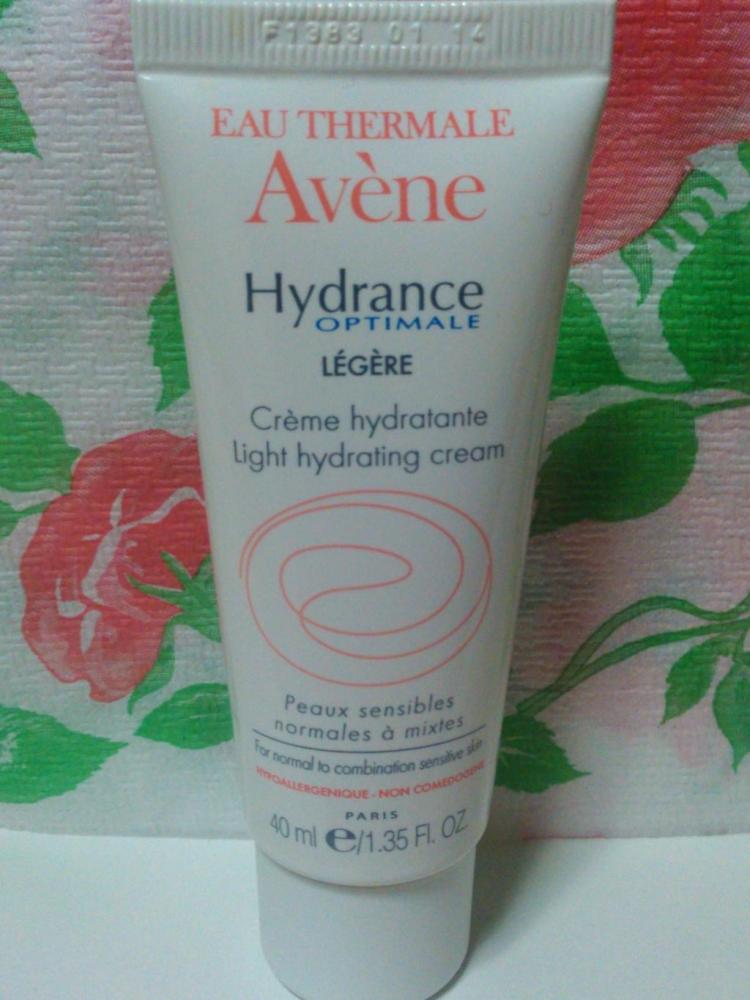 F1383 01 14
EAU THERMALE
Avène
Hydrance
OPTIMALE
LÉGÈRE
Crème hydratante
Light hydrating cream
Peaux sensibles
normales à mixtes
For normal to combination sensitive skin
HYPOALLERGENIQUE - NON COMEDOGENE
PARIS
40 ml e/1.35 Fl. OZ.